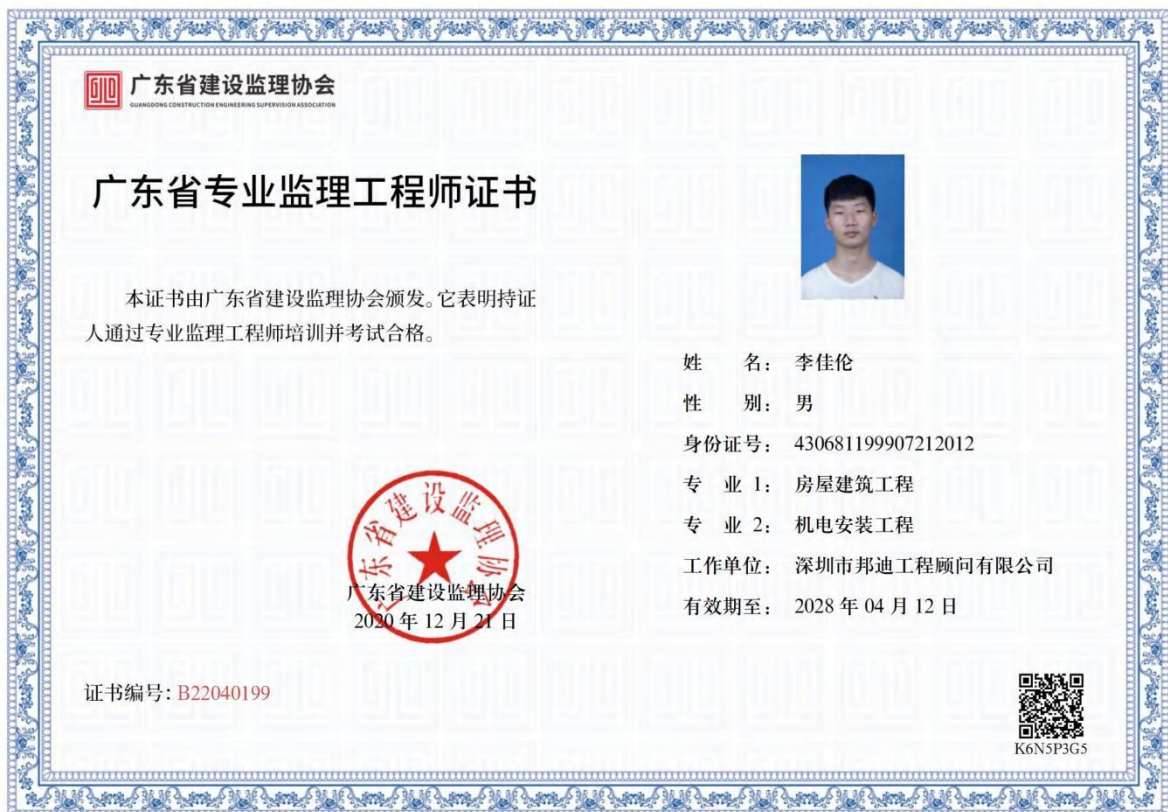 广东省建设监理协会
GUANGDONG CONSTRUCTION ENGINEERING SUPERVISION ASSOCIATION
广东省专业监理工程师证书
本证书由广东省建设监理协会颁发。它表明持证
人通过专业监理工程师培训并考试合格。
姓 名： 李佳伦
性 别： 男
身份证号： 430681199907212012
专 业 1： 房屋建筑工程
专 业 2： 机电安装工程
工作单位： 深圳市邦迪工程顾问有限公司
有效期至： 2028 年 04 月 12 日
广东省建设监理协会
广东省建设监理协会
2020 年 12 月 21 日
证书编号：B22040199
K6N5P3G5